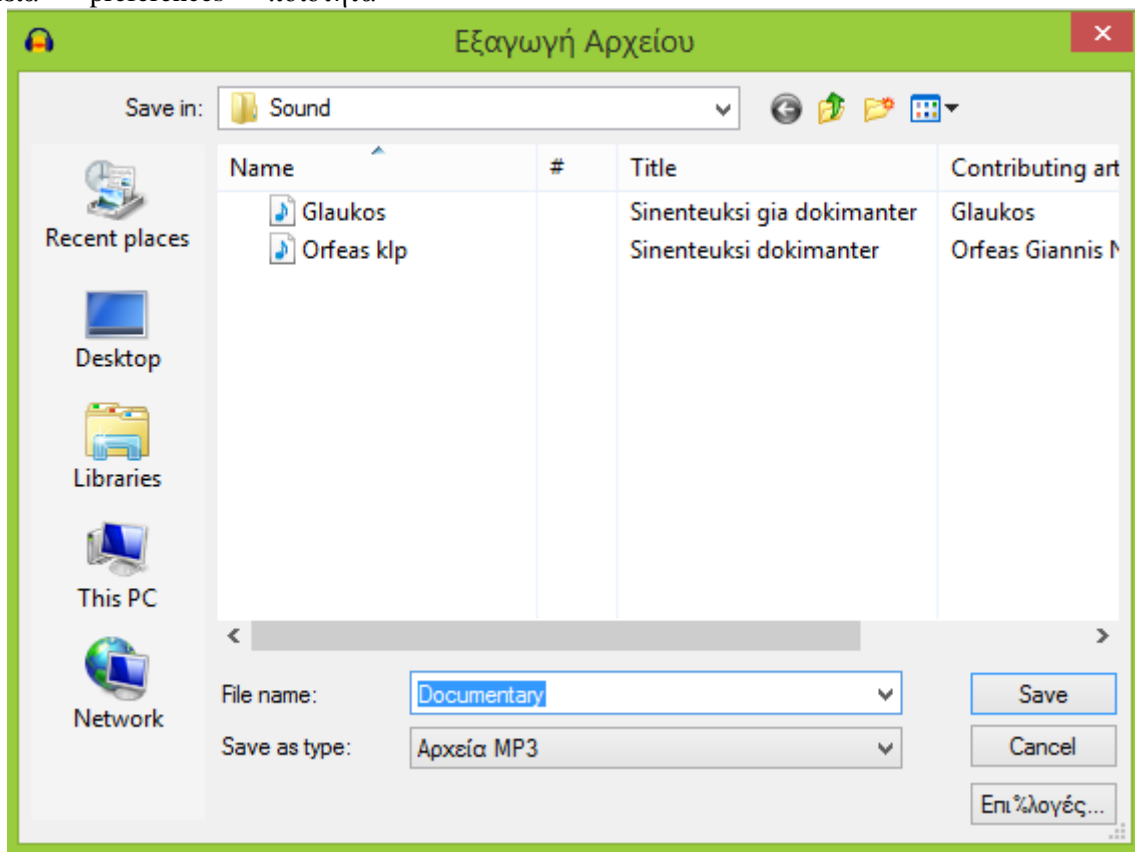 preferences ποιότητα
Εξαγωγή Αρχείου
Save in: Sound
Name # Title Contributing art
Glaukos Sinenteuksi gia dokimanter Glaukos
Orfeas klp Sinenteuksi dokimanter Orfeas Giannis
Recent places
Desktop
Libraries
This PC
Network
File name: Documentary Save
Save as type: Αρχεία MP3 Cancel
Επι%λογές...